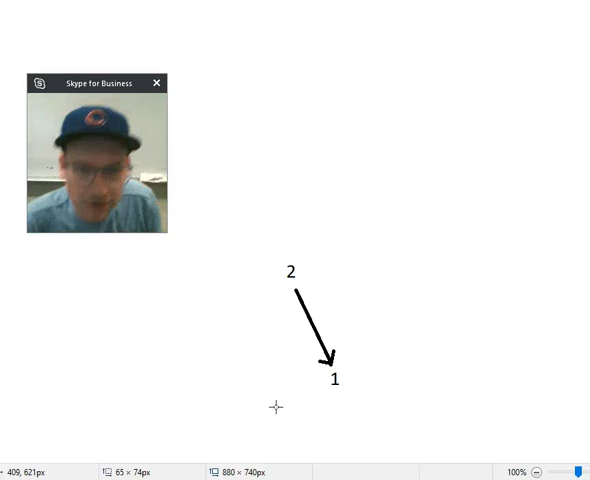 Skype for Business
2
1
409, 621px
65 × 74px
880 × 740px
100%